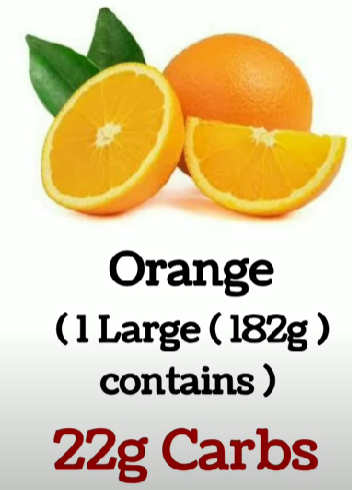 Orange
( 1 Large ( 182g )
contains )
22g Carbs